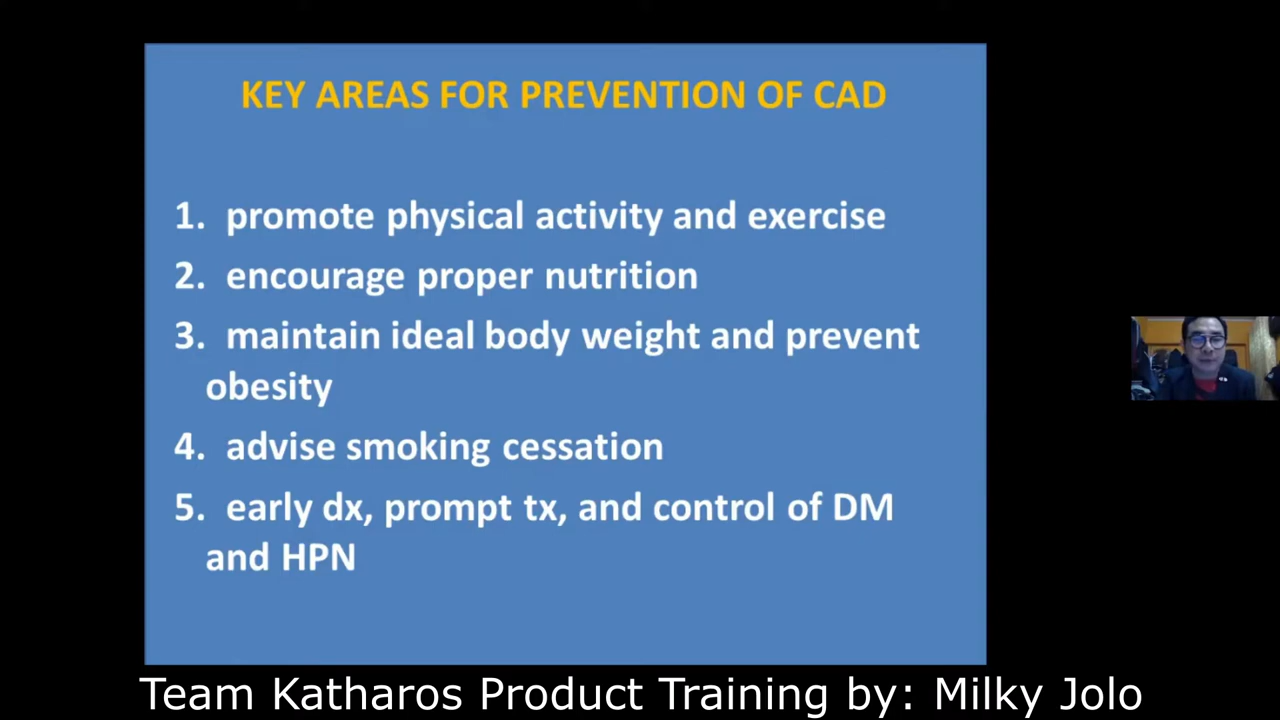 KEY AREAS FOR PREVENTION OF CAD
1. promote physical activity and exercise
2. encourage proper nutrition
3. maintain ideal body weight and prevent
obesity
4. advise smoking cessation
5. early dx, prompt tx, and control of DM
and HPN
Team Katharos Product Training by: Milky Jolo